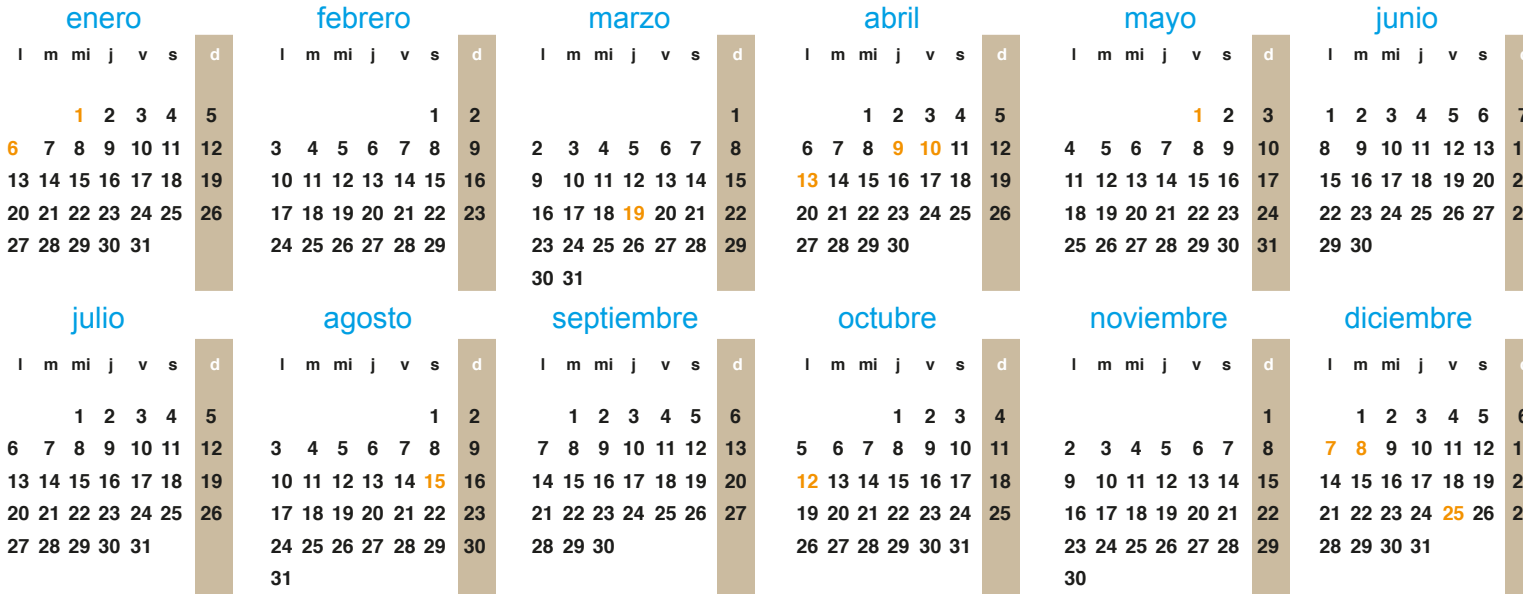 enero febrero marzo abril mayo junio
l m mi j v s d l m mi j v s d l m mi j v s d l m mi j v s d l m mi j v s d l m mi j v s
1 2 3 4 5 1 2 1 1 2 3 4 5 1 2 3 1 2 3 4 5 6 7
6 7 8 9 10 11 12 3 4 5 6 7 8 9 2 3 4 5 6 7 8 6 7 8 9 10 11 12 4 5 6 7 8 9 10 8 9 10 11 12 13 1
13 14 15 16 17 18 19 10 11 12 13 14 15 16 9 10 11 12 13 14 15 13 14 15 16 17 18 19 11 12 13 14 15 16 17 15 16 17 18 19 20 2
20 21 22 23 24 25 26 17 18 19 20 21 22 23 16 17 18 19 20 21 22 20 21 22 23 24 25 26 18 19 20 21 22 23 24 22 23 24 25 26 27 2
27 28 29 30 31 24 25 26 27 28 29 23 24 25 26 27 28 29 27 28 29 30 25 26 27 28 29 30 31 29 30
30 31
julio agosto septiembre octubre noviembre diciembre
l m mi j v s d l m mi j v s d l m mi j v s d l m mi j v s d l m mi j v s d l m mi j v s
1 2 3 4 5 1 2 1 2 3 4 5 6 1 2 3 4 1 1 2 3 4 5 6
6 7 8 9 10 11 12 3 4 5 6 7 8 9 7 8 9 10 11 12 13 5 6 7 8 9 10 11 2 3 4 5 6 7 8 7 8 9 10 11 12 1
13 14 15 16 17 18 19 10 11 12 13 14 15 16 14 15 16 17 18 19 20 12 13 14 15 16 17 18 9 10 11 12 13 14 15 14 15 16 17 18 19 2
20 21 22 23 24 25 26 17 18 19 20 21 22 23 21 22 23 24 25 26 27 19 20 21 22 23 24 25 16 17 18 19 20 21 22 21 22 23 24 25 26 2
27 28 29 30 31 24 25 26 27 28 29 30 28 29 30 26 27 28 29 30 31 23 24 25 26 27 28 29 28 29 30 31
31 30